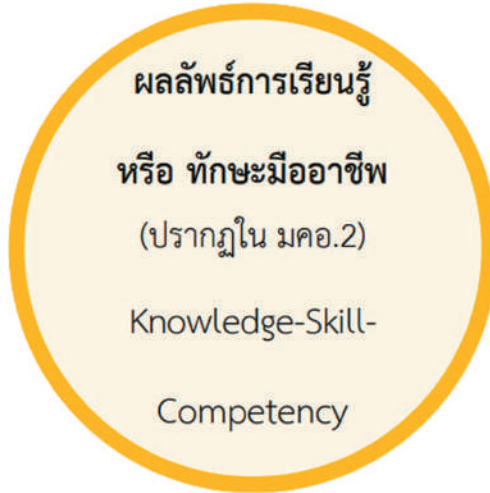 ผลลัพธ์การเรียนรู้
หรือ ทักษะมืออาชีพ
(ปรากฏใน มคอ.2)
Knowledge-Skill-
Competency